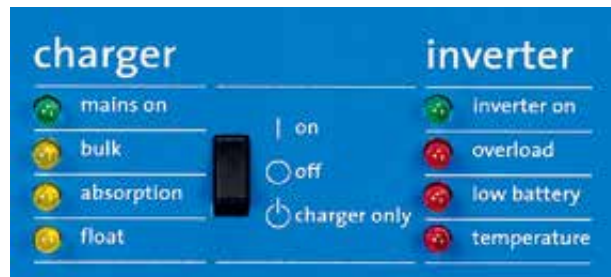 charger
mains on
bulk
absorption
float
| on
off
charger only
inverter
inverter on
overload
low battery
temperature